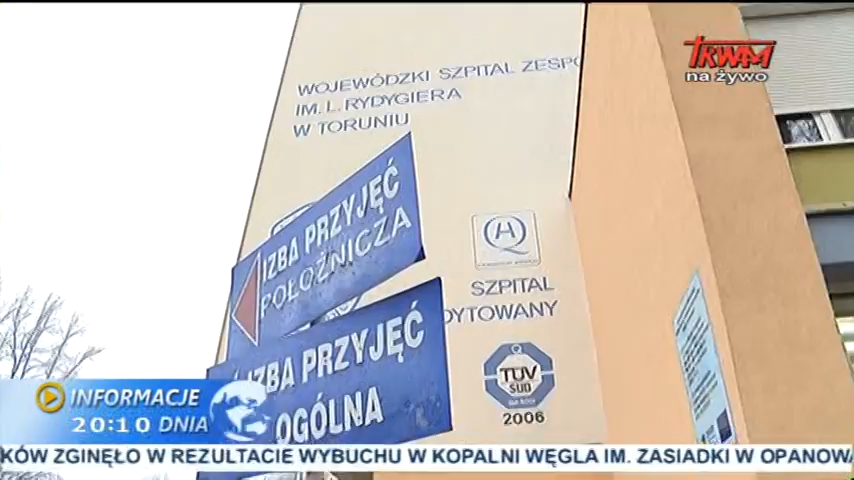 WOJEWÓDZKI SZPITAL ZESPO
IM. L. RYDYGIERA
W TORUNIU
TRWAM
na żywo
IZBA PRZYJĘĆ
POŁOŻNICZA
SZPITAL
DYTOWANY
IZBA PRZYJĘĆ
OGÓLNA
TÜV
SÜD
2006
INFORMACJE
20:10 DNIA
KÓW ZGINĘŁO W REZULTACIE WYBUCHU W KOPALNI WĘGLA IM. ZASIADKI W OPANOWA